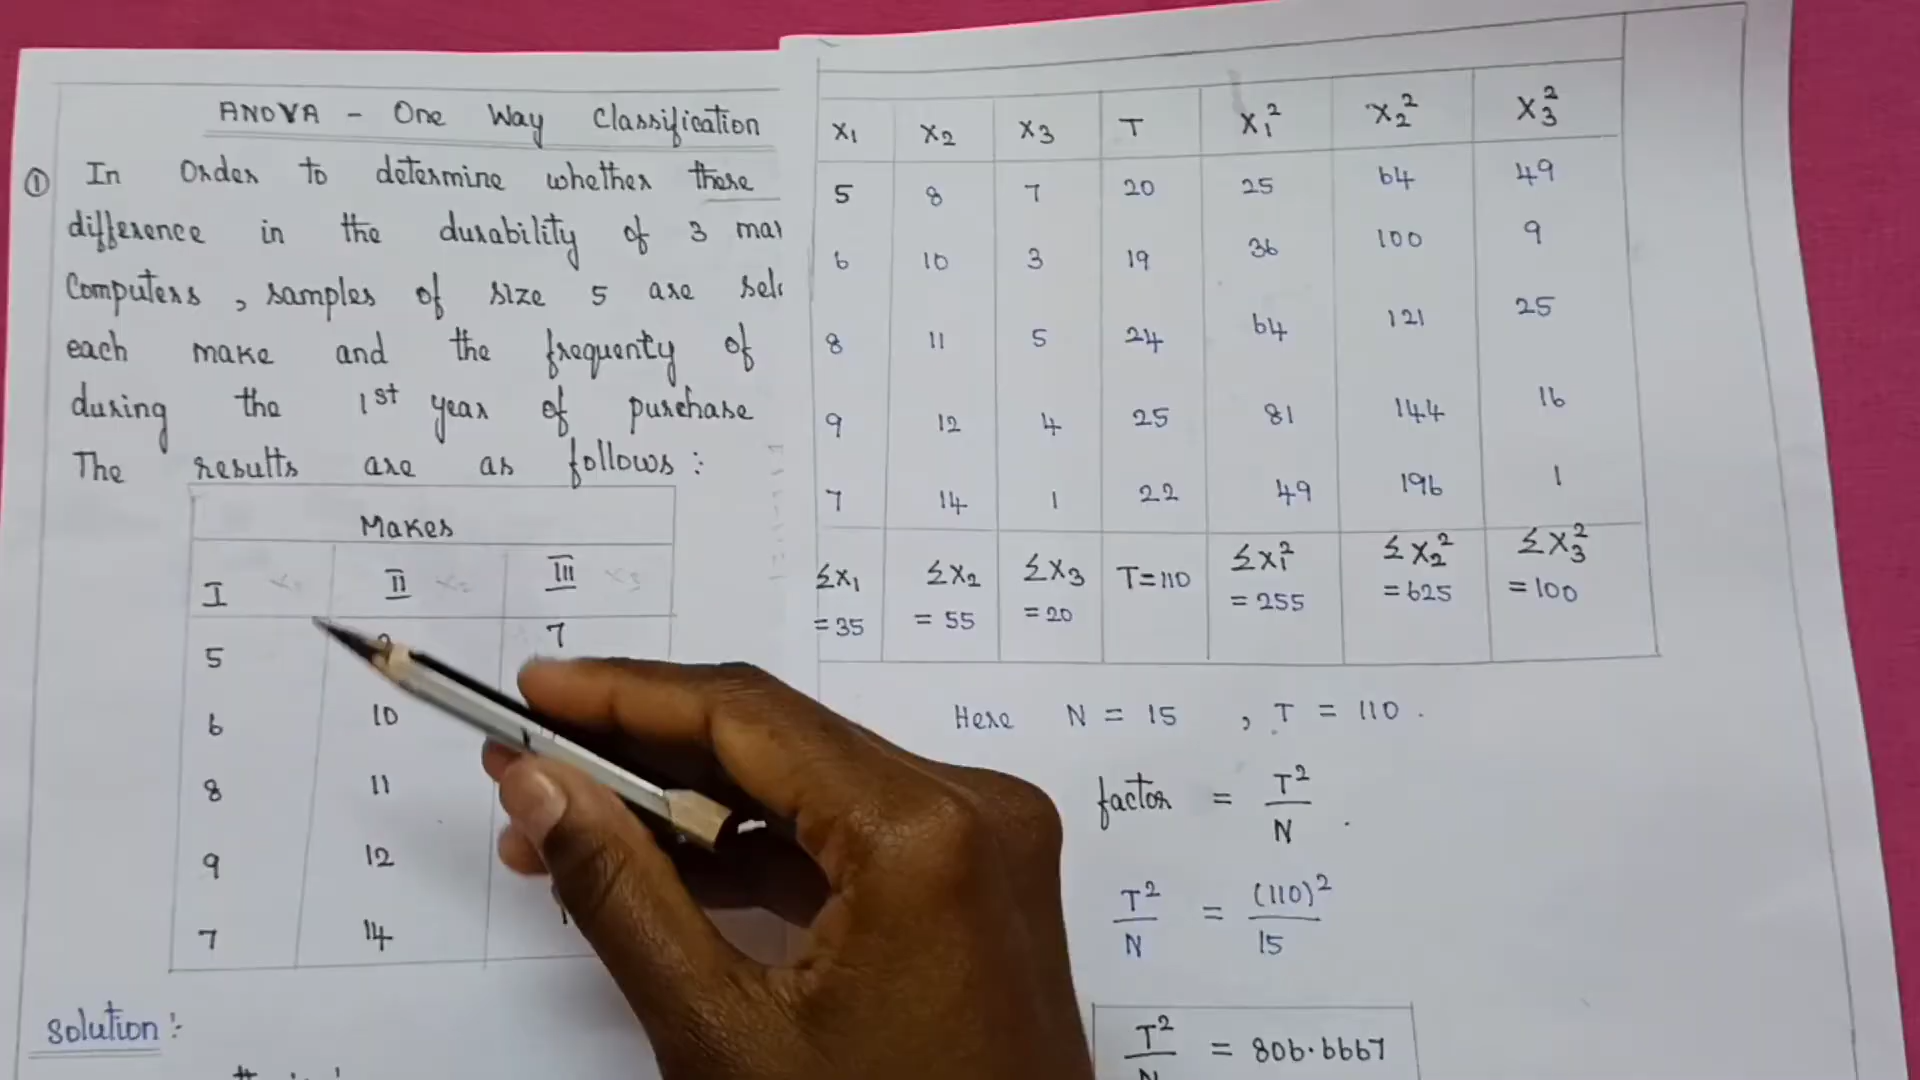 ANOVA - One Way Classification
① In Order to determine whether there
difference in the durability of 3
Computers, samples of size 5 are
each make and the frequenty of
during the 1st year of purchase
The results are as follows:
Makes
I x1 II x2 III x3
5 7
6 10
8 11
9 12
7 14
Solution:
X1 X2 X3 T X1² X2² X3²
5 8 7 20 25 64 49
6 10 3 19 36 100 9
8 11 5 24 64 121 25
9 12 4 25 81 144 16
7 14 1 22 49 196 1
ΣX1 ΣX2 ΣX3 T=110 ΣX1² ΣX2² ΣX3²
=35 =55 =20 =255 =625 =100
Here N = 15 , T = 110 .
factor = T²/N .
T²/N = (110)²/15
T²/N = 806.6667